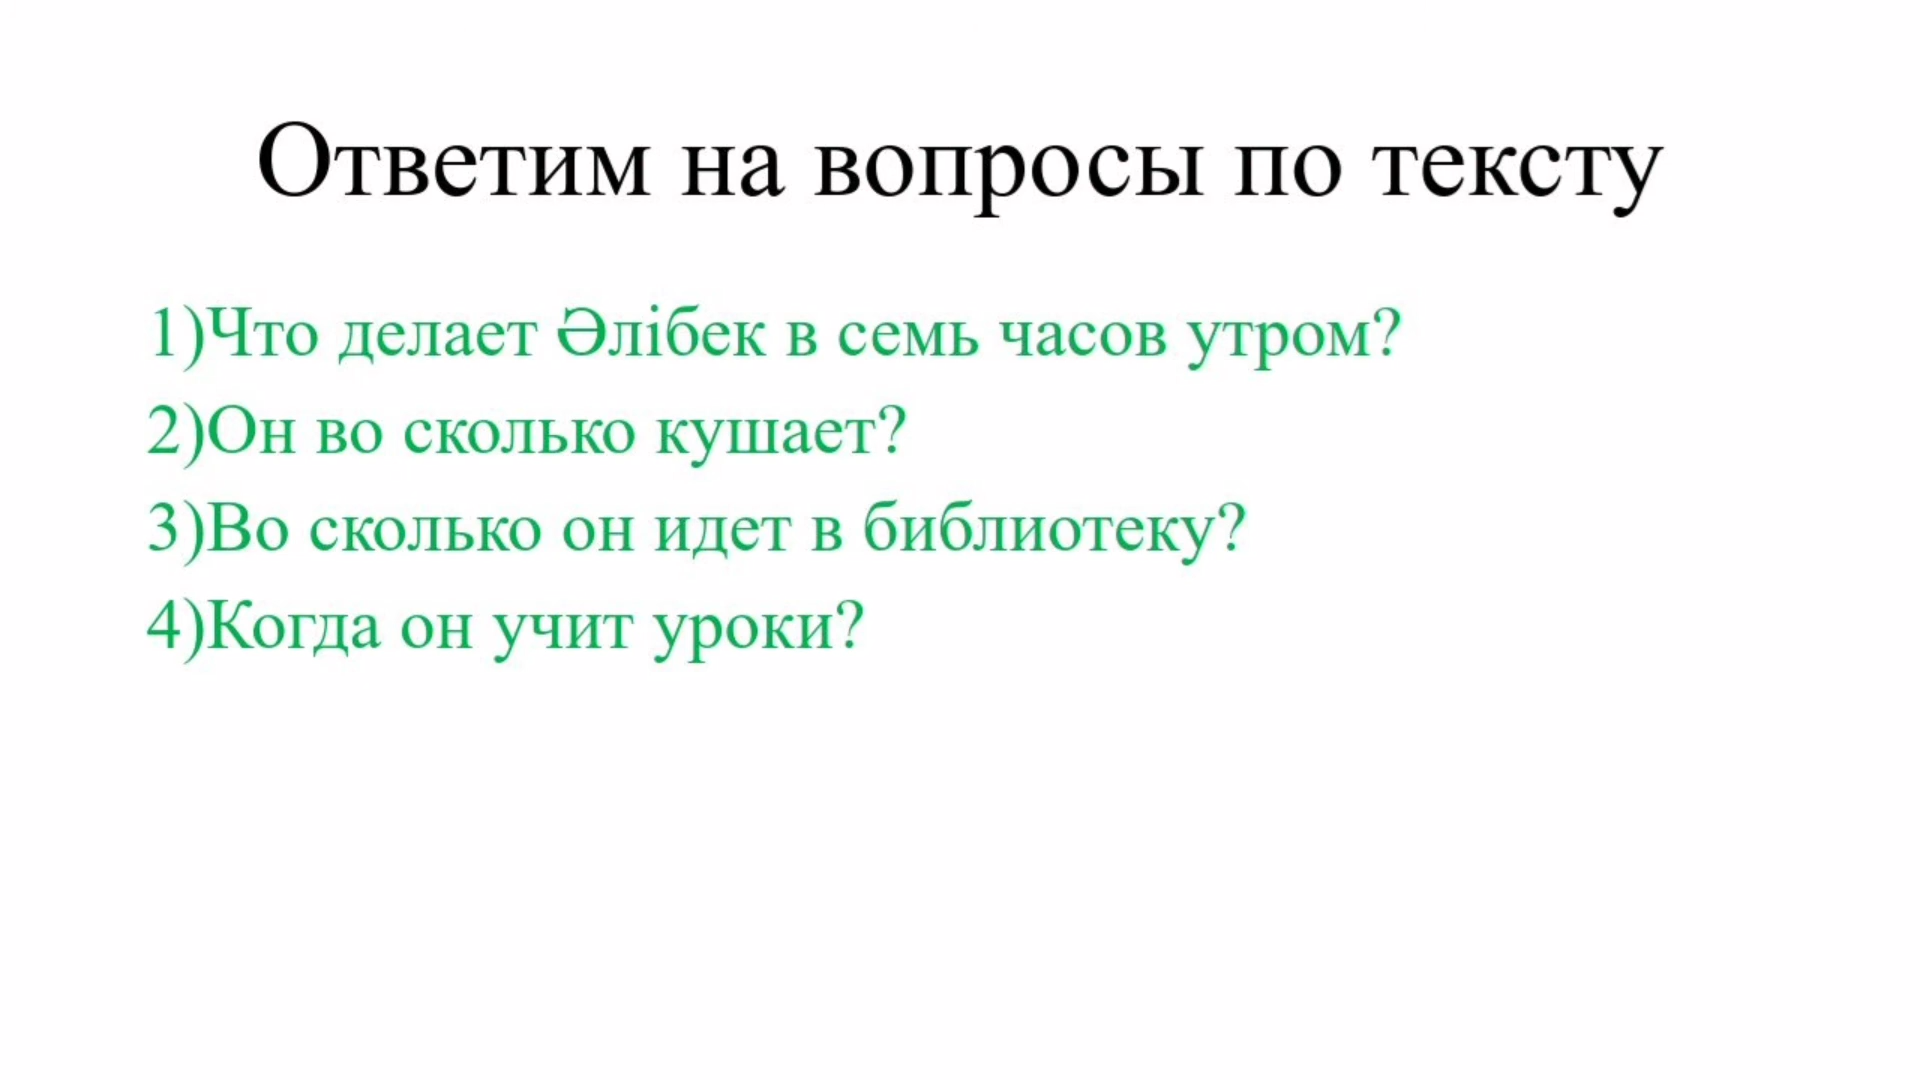 Ответим на вопросы по тексту
1)Что делает Әлібек в семь часов утром?
2)Он во сколько кушает?
3)Во сколько он идет в библиотеку?
4)Когда он учит уроки?